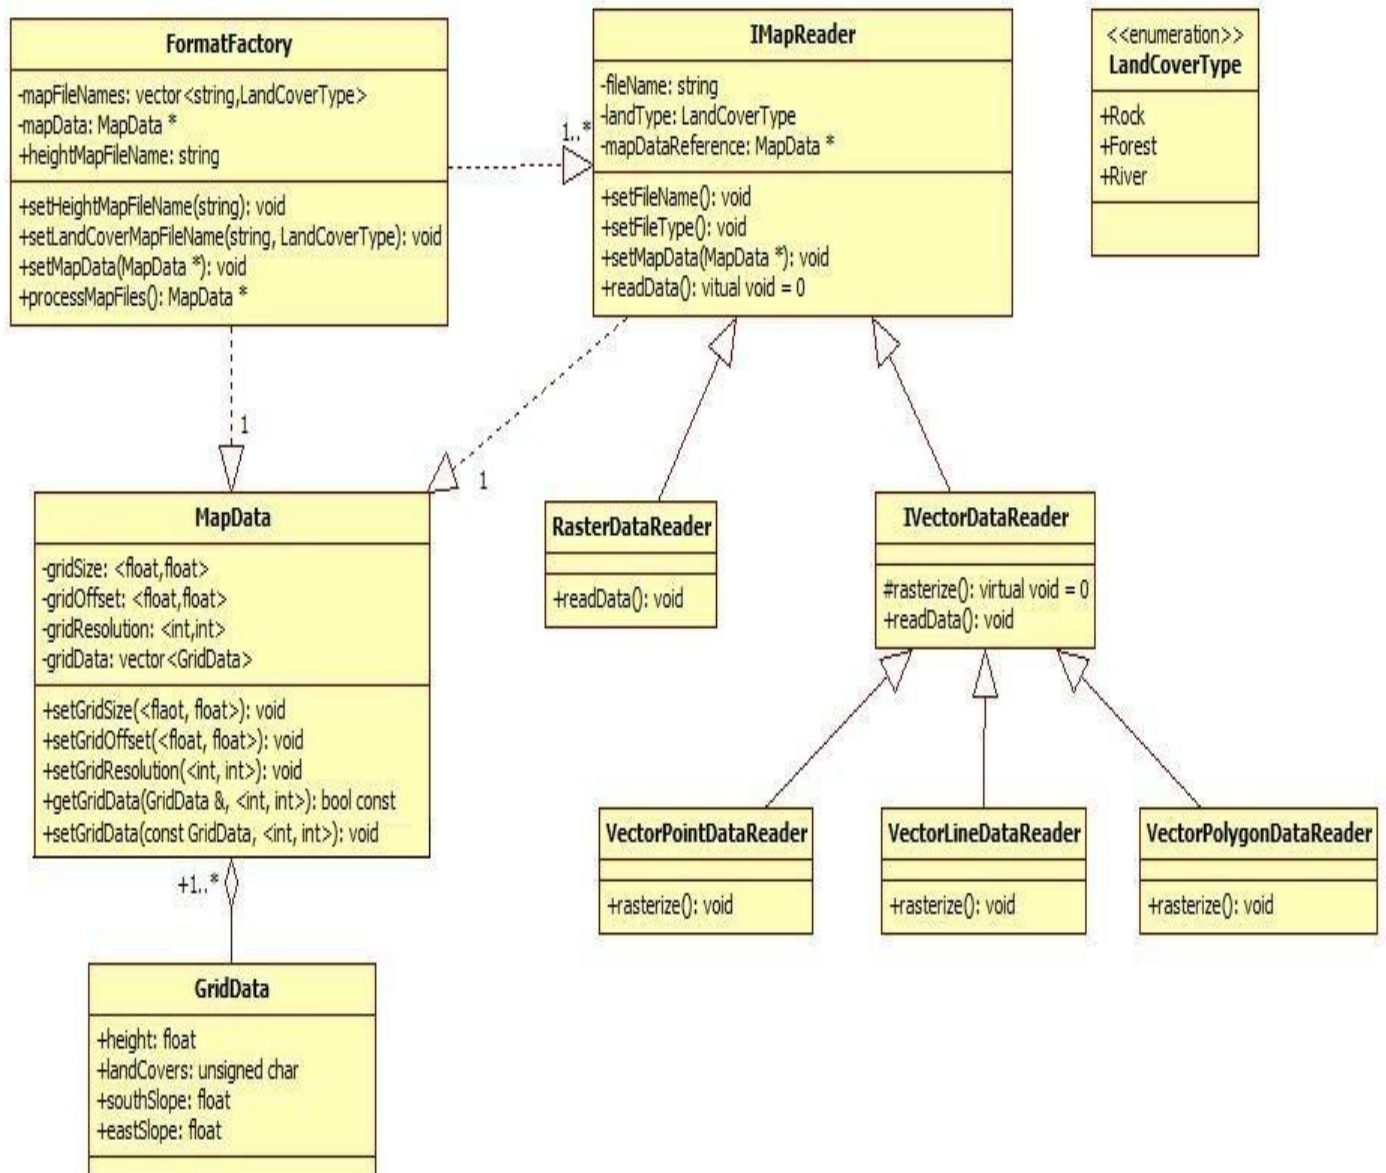 FormatFactory
-mapFileNames: vector<string,LandCoverType>
-mapData: MapData *
+heightMapFileName: string
+setHeightMapFileName(string): void
+setLandCoverMapFileName(string, LandCoverType): void
+setMapData(MapData *): void
+processMapFiles(): MapData *
1..*
IMapReader
-fileName: string
-landType: LandCoverType
-mapDataReference: MapData *
+setFileName(): void
+setFileType(): void
+setMapData(MapData *): void
+readData(): vitual void = 0
<<enumeration>>
LandCoverType
+Rock
+Forest
+River
1
1
MapData
-gridSize: <float,float>
-gridOffset: <float,float>
-gridResolution: <int,int>
-gridData: vector<GridData>
+setGridSize(<flaot, float>): void
+setGridOffset(<float, float>): void
+setGridResolution(<int, int>): void
+getGridData(GridData &, <int, int>): bool const
+setGridData(const GridData, <int, int>): void
RasterDataReader
+readData(): void
IVectorDataReader
#rasterize(): virtual void = 0
+readData(): void
VectorPointDataReader
+rasterize(): void
VectorLineDataReader
+rasterize(): void
VectorPolygonDataReader
+rasterize(): void
+1..*
GridData
+height: float
+landCovers: unsigned char
+southSlope: float
+eastSlope: float